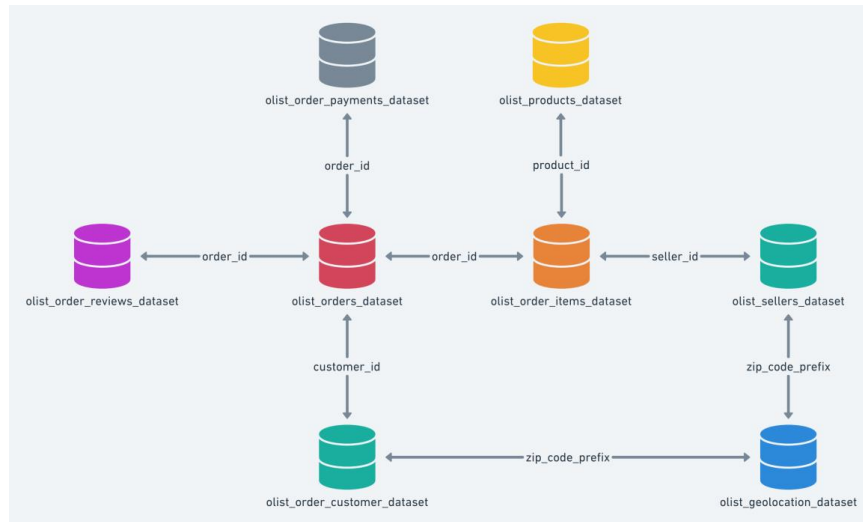 olist_order_payments_dataset
olist_products_dataset
order_id
product_id
order_id
order_id
seller_id
olist_order_reviews_dataset
olist_orders_dataset
olist_order_items_dataset
olist_sellers_dataset
customer_id
zip_code_prefix
zip_code_prefix
olist_order_customer_dataset
olist_geolocation_dataset